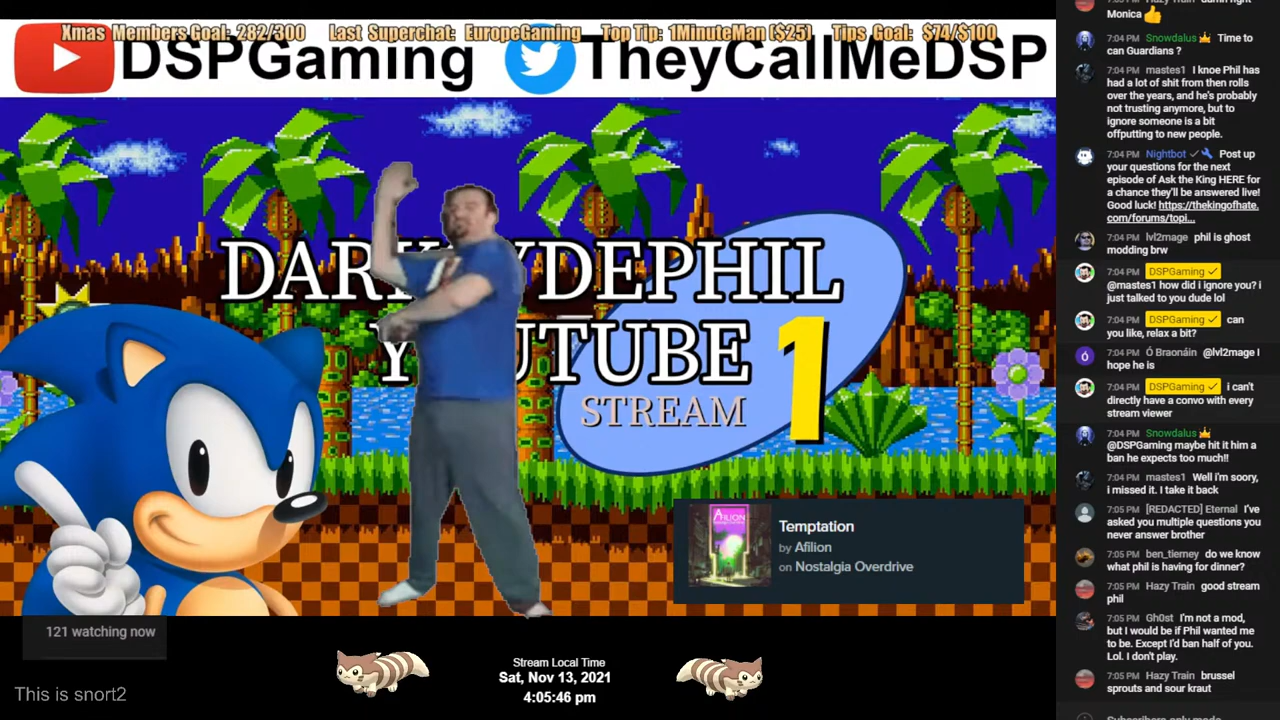 Xmas Members Goal: 282/300 Last Superchat: EuropeGaming Top Tip: 1MinuteMan ($25) Tips Goal: $74/$100
DSPGaming TheyCallMeDSP
DARK YDEPHIL
Y UTUBE 1
STREAM
Temptation
by Afilion
on Nostalgia Overdrive
121 watching now
Stream Local Time
Sat, Nov 13, 2021
4:05:46 pm
This is snort2
Monica 👍
7:04 PM Snowdalus Time to
can Guardians ?
7:04 PM mastes1 I knoe Phil has
had a lot of shit from then rolls
over the years, and he's probably
not trusting anymore, but to
ignore someone is a bit
offputting to new people.
7:04 PM Nightbot Post up
your questions for the next
episode of Ask the King HERE for
a chance they'll be answered live!
Good luck! https://thekingofhate.
com/forums/topi...
7:04 PM lvl2mage phil is ghost
modding brw
7:04 PM DSPGaming
@mastes1 how did i ignore you? i
just talked to you dude lol
7:04 PM DSPGaming can
you like, relax a bit?
7:04 PM Ó Braonáin @lvl2mage I
hope he is
7:04 PM DSPGaming i can't
directly have a convo with every
stream viewer
7:04 PM Snowdalus
@DSPGaming maybe hit it him a
ban he expects too much!!
7:04 PM mastes1 Well i'm soory,
i missed it. I take it back
7:05 PM [REDACTED] Eternal I've
asked you multiple questions you
never answer brother
7:05 PM ben_tierney do we know
what phil is having for dinner?
7:05 PM Hazy Train good stream
phil
7:05 PM Gh0st I'm not a mod,
but I would be if Phil wanted me
to be. Except I'd ban half of you.
Lol. I don't play.
7:05 PM Hazy Train brussel
sprouts and sour kraut
Subscribers-only mode